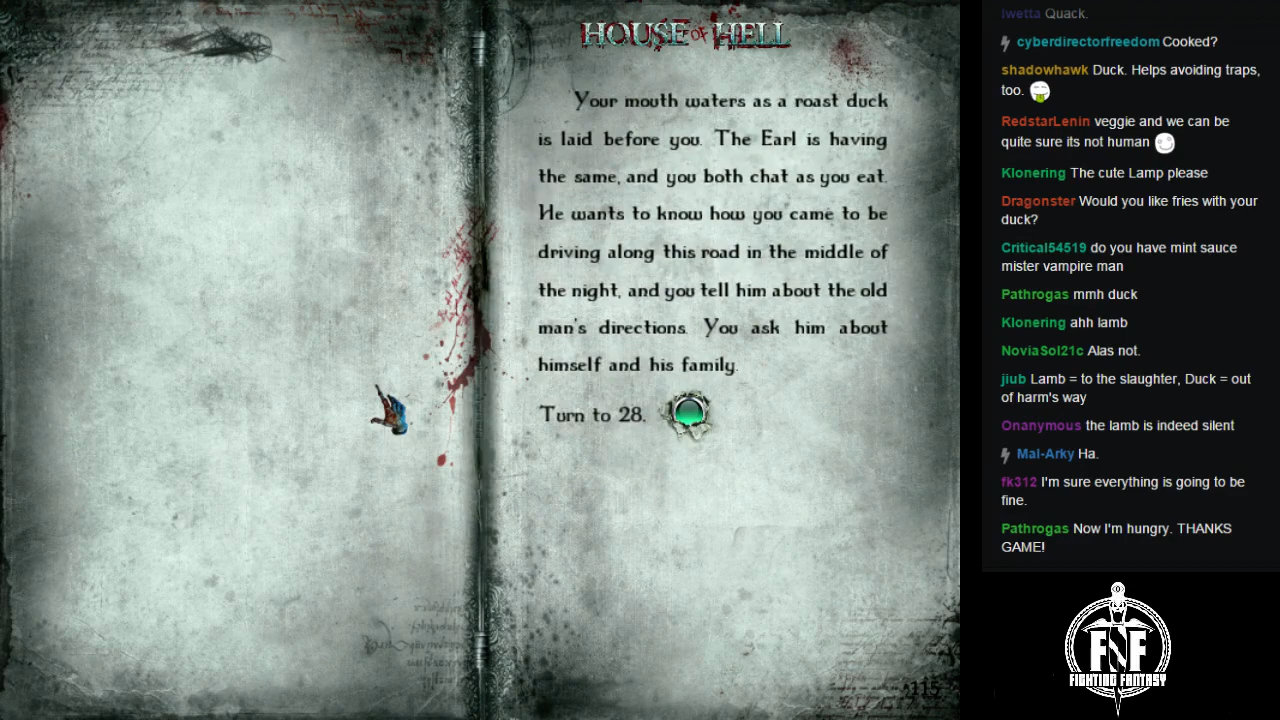 HOUSE OF HELL
Your mouth waters as a roast duck
is laid before you. The Earl is having
the same, and you both chat as you eat.
He wants to know how you came to be
driving along this road in the middle of
the night, and you tell him about the old
man's directions. You ask him about
himself and his family.
Turn to 28.
115
lwetta Quack.
cyberdirectorfreedom Cooked?
shadowhawk Duck. Helps avoiding traps,
too.
RedstarLenin veggie and we can be
quite sure its not human
Klonering The cute Lamp please
Dragonster Would you like fries with your
duck?
Critical54519 do you have mint sauce
mister vampire man
Pathrogas mmh duck
Klonering ahh lamb
NoviaSol21c Alas not.
jiub Lamb = to the slaughter, Duck = out
of harm's way
Onanymous the lamb is indeed silent
Mal-Arky Ha.
fk312 I'm sure everything is going to be
fine.
Pathrogas Now I'm hungry. THANKS
GAME!
FF
FIGHTING FANTASY